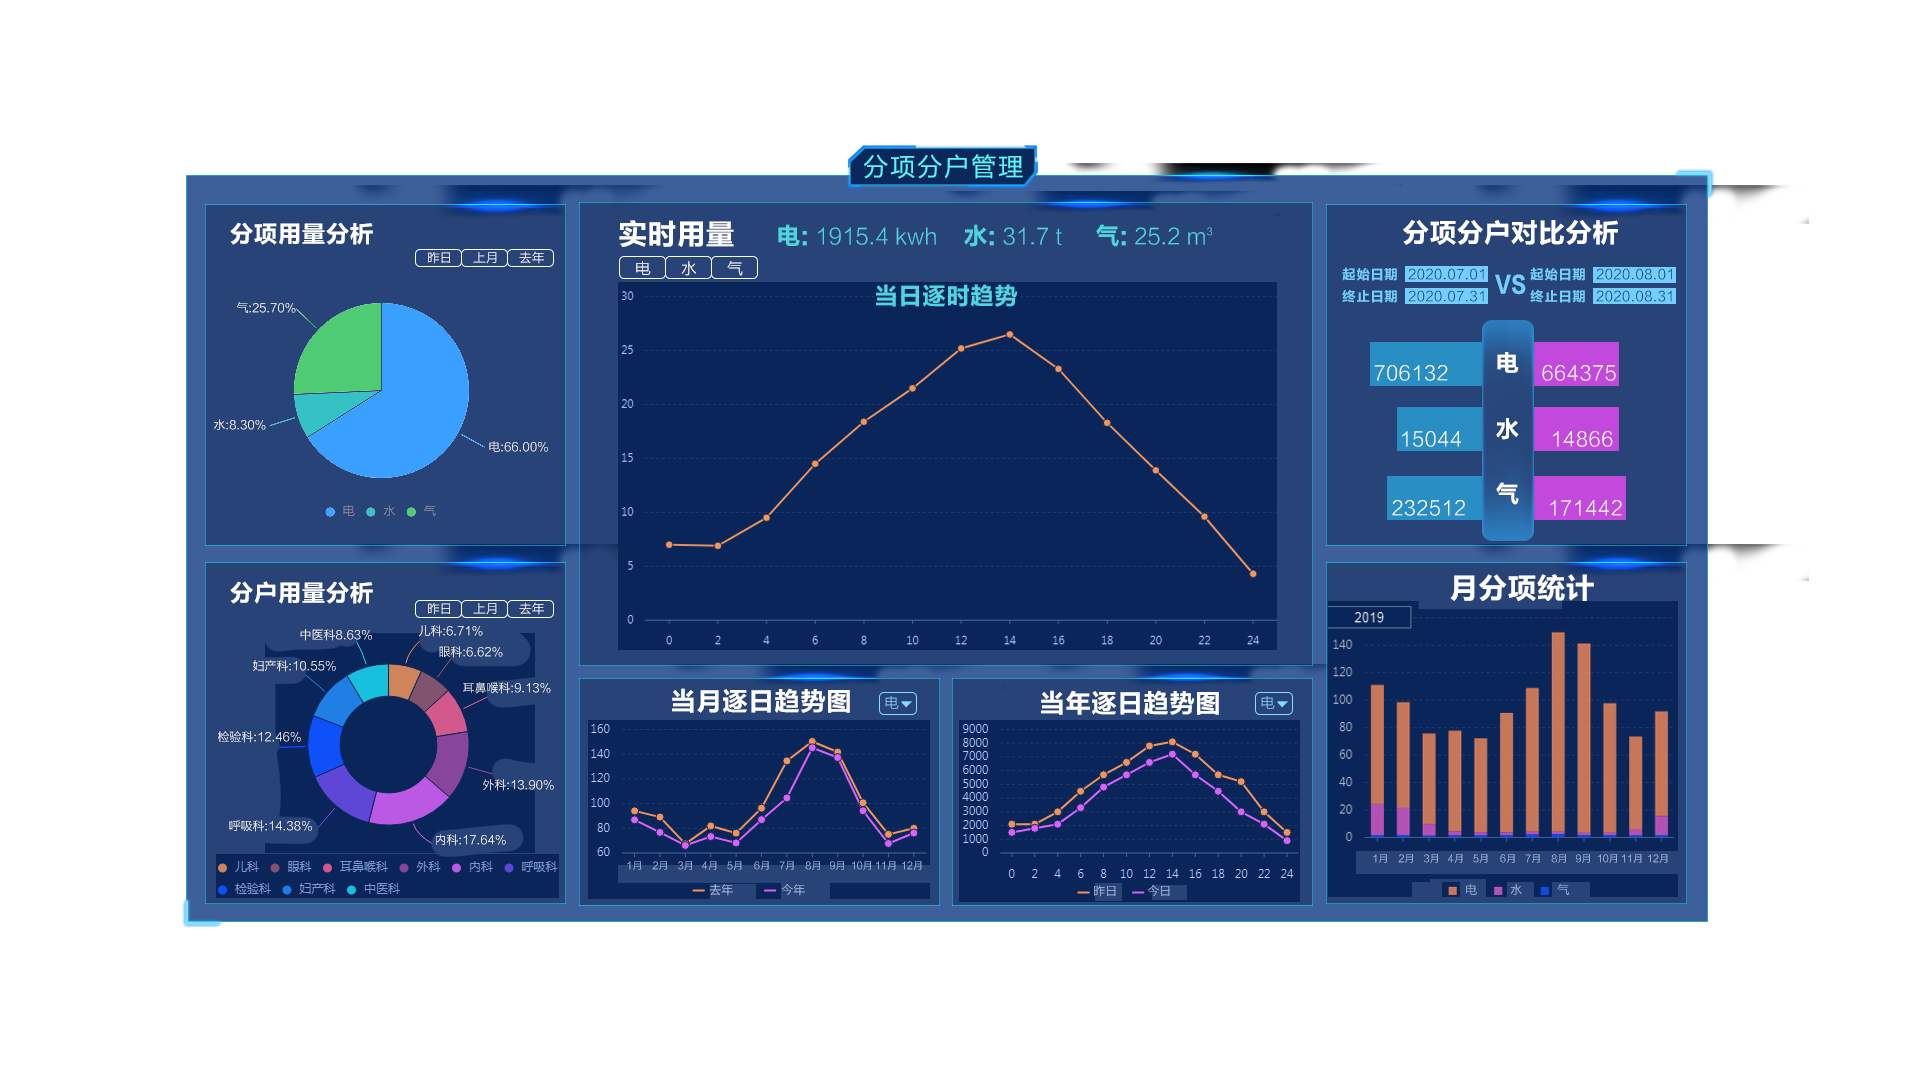 分项分户管理
分项用量分析
昨日 上月 去年
气:25.70%
水:8.30%
电:66.00%
电 水 气
分户用量分析
昨日 上月 去年
中医科8.63%
儿科:6.71%
眼科:6.62%
妇产科:10.55%
耳鼻喉科:9.13%
检验科:12.46%
外科:13.90%
呼吸科:14.38%
内科:17.64%
儿科 眼科 耳鼻喉科 外科 内科 呼吸科
检验科 妇产科 中医科
实时用量 电: 1915.4 kwh 水: 31.7 t 气: 25.2 m³
电 水 气
当日逐时趋势
30
25
20
15
10
5
0
0 2 4 6 8 10 12 14 16 18 20 22 24
当月逐日趋势图 电
160
140
120
100
80
60
1月 2月 3月 4月 5月 6月 7月 8月 9月 10月 11月 12月
去年 今年
当年逐日趋势图 电
9000
8000
7000
6000
5000
4000
3000
2000
1000
0
0 2 4 6 8 10 12 14 16 18 20 22 24
昨日 今日
分项分户对比分析
起始日期 2020.07.01 VS 起始日期 2020.08.01
终止日期 2020.07.31 终止日期 2020.08.31
706132 电 664375
15044 水 14866
232512 气 171442
月分项统计
2019
140
120
100
80
60
40
20
0
1月 2月 3月 4月 5月 6月 7月 8月 9月 10月 11月 12月
电 水 气